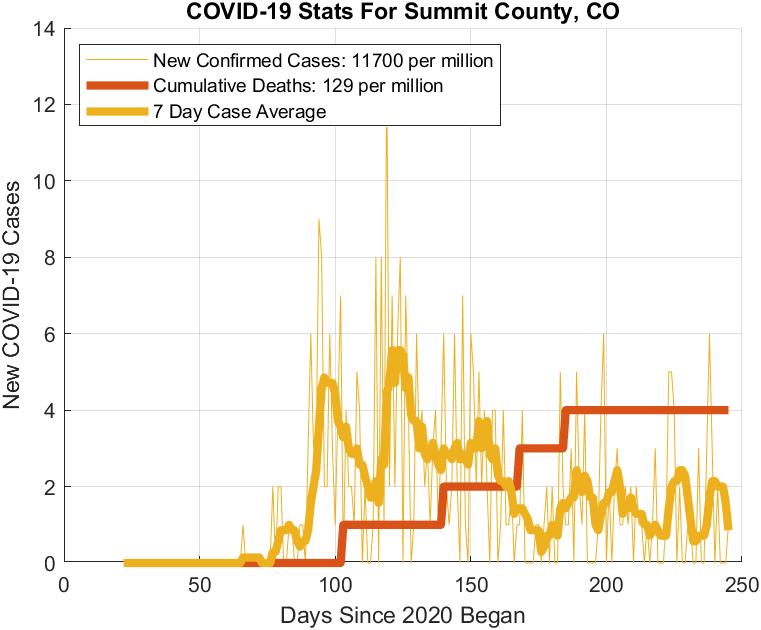 COVID-19 Stats For Summit County, CO
14
12
10
8
6
4
2
0
New Confirmed Cases: 11700 per million
Cumulative Deaths: 129 per million
7 Day Case Average
New COVID-19 Cases
0 50 100 150 200 250
Days Since 2020 Began